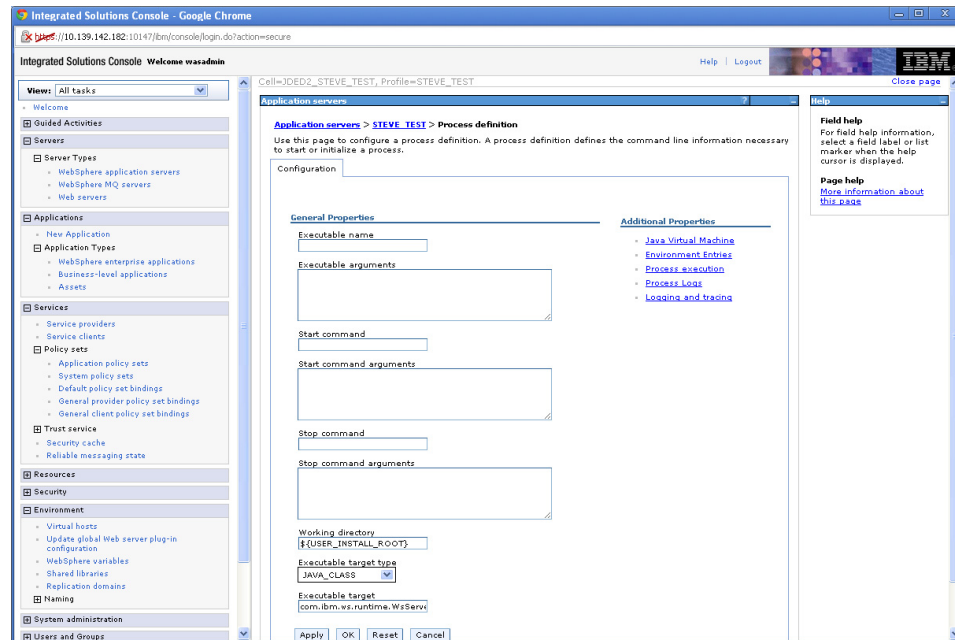 Integrated Solutions Console - Google Chrome
https://10.139.142.182:10147/ibm/console/login.do?action=secure
Integrated Solutions Console Welcome wasadmin
Help | Logout
IBM.
View: All tasks
Welcome
Guided Activities
Servers
Server Types
WebSphere application servers
WebSphere MQ servers
Web servers
Applications
New Application
Application Types
WebSphere enterprise applications
Business-level applications
Assets
Services
Service providers
Service clients
Policy sets
Application policy sets
System policy sets
Default policy set bindings
General provider policy set bindings
General client policy set bindings
Trust service
Security cache
Reliable messaging state
Resources
Security
Environment
Virtual hosts
Update global Web server plug-in
configuration
WebSphere variables
Shared libraries
Replication domains
Naming
System administration
Users and Groups
Cell=JDED2_STEVE_TEST, Profile=STEVE_TEST
Close page
Application servers
?
Application servers > STEVE_TEST > Process definition
Use this page to configure a process definition. A process definition defines the command line information necessary
to start or initialize a process.
Configuration
General Properties
Executable name
Executable arguments
Start command
Start command arguments
Stop command
Stop command arguments
Working directory
${USER_INSTALL_ROOT}
Executable target type
JAVA_CLASS
Executable target
com.ibm.ws.runtime.WsServe
Apply OK Reset Cancel
Additional Properties
Java Virtual Machine
Environment Entries
Process execution
Process Logs
Logging and tracing
Help
Field help
For field help information,
select a field label or list
marker when the help
cursor is displayed.
Page help
More information about
this page